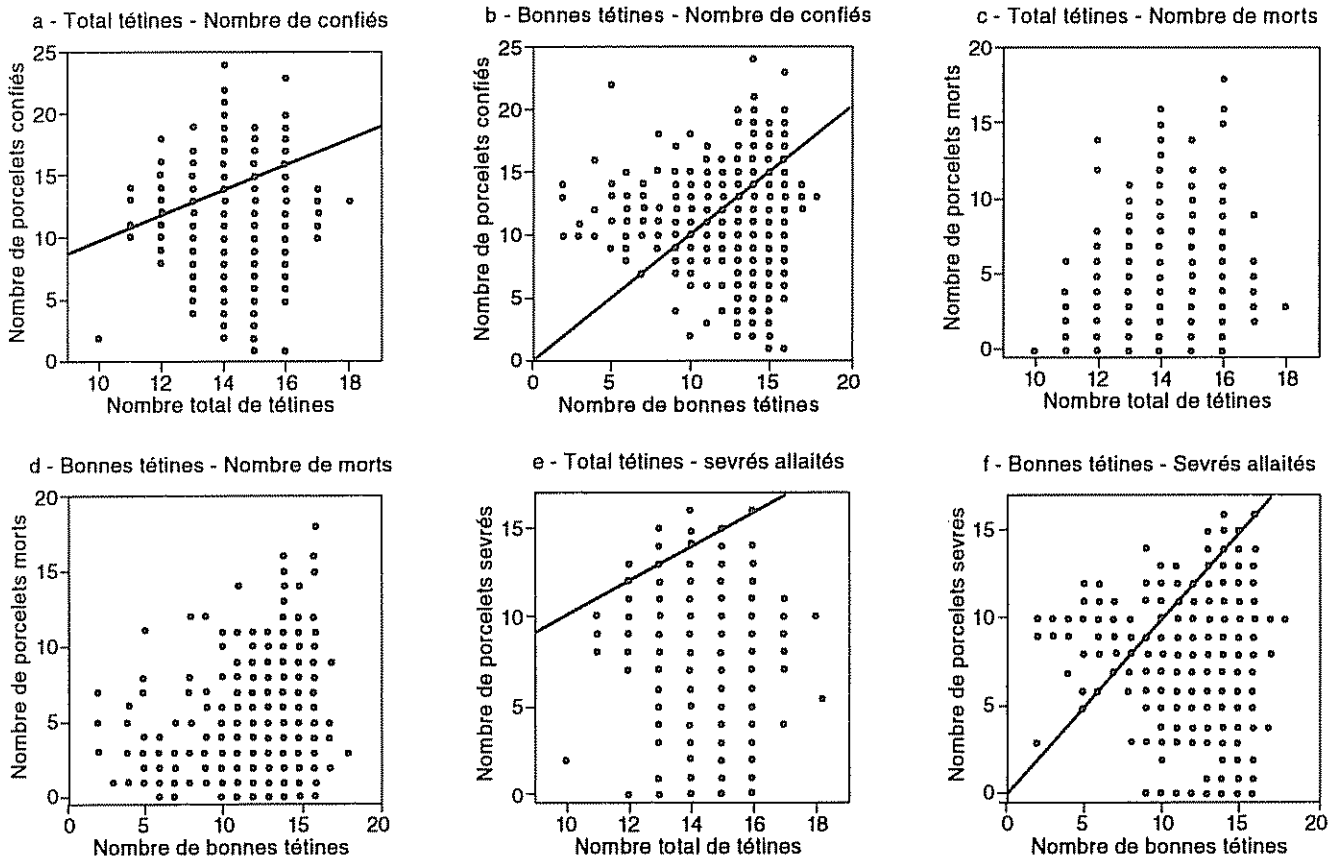 a - Total tétines - Nombre de confiés
25
20
15
10
5
0
Nombre de porcelets confiés
10 12 14 16 18
Nombre total de tétines
b - Bonnes tétines - Nombre de confiés
25
20
15
10
5
0
Nombre de porcelets confiés
0 5 10 15 20
Nombre de bonnes tétines
c - Total tétines - Nombre de morts
20
15
10
5
0
Nombre de porcelets morts
10 12 14 16 18
Nombre total de tétines
d - Bonnes tétines - Nombre de morts
20
15
10
5
0
Nombre de porcelets morts
0 5 10 15 20
Nombre de bonnes tétines
e - Total tétines - sevrés allaités
15
10
5
0
Nombre de porcelets sevrés
10 12 14 16 18
Nombre total de tétines
f - Bonnes tétines - Sevrés allaités
15
10
5
0
Nombre de porcelets sevrés
0 5 10 15 20
Nombre de bonnes tétines